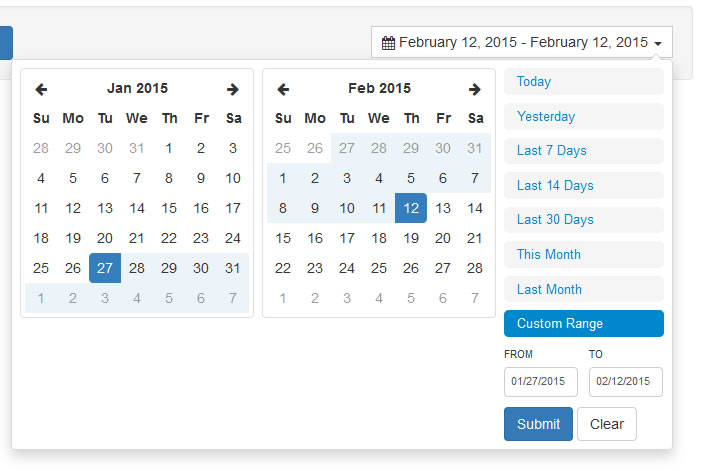 February 12, 2015 - February 12, 2015
Jan 2015
Su Mo Tu We Th Fr Sa
28 29 30 31 1 2 3
4 5 6 7 8 9 10
11 12 13 14 15 16 17
18 19 20 21 22 23 24
25 26 27 28 29 30 31
1 2 3 4 5 6 7
Feb 2015
Su Mo Tu We Th Fr Sa
25 26 27 28 29 30 31
1 2 3 4 5 6 7
8 9 10 11 12 13 14
15 16 17 18 19 20 21
22 23 24 25 26 27 28
1 2 3 4 5 6 7
Today
Yesterday
Last 7 Days
Last 14 Days
Last 30 Days
This Month
Last Month
Custom Range
FROM TO
01/27/2015 02/12/2015
Submit Clear